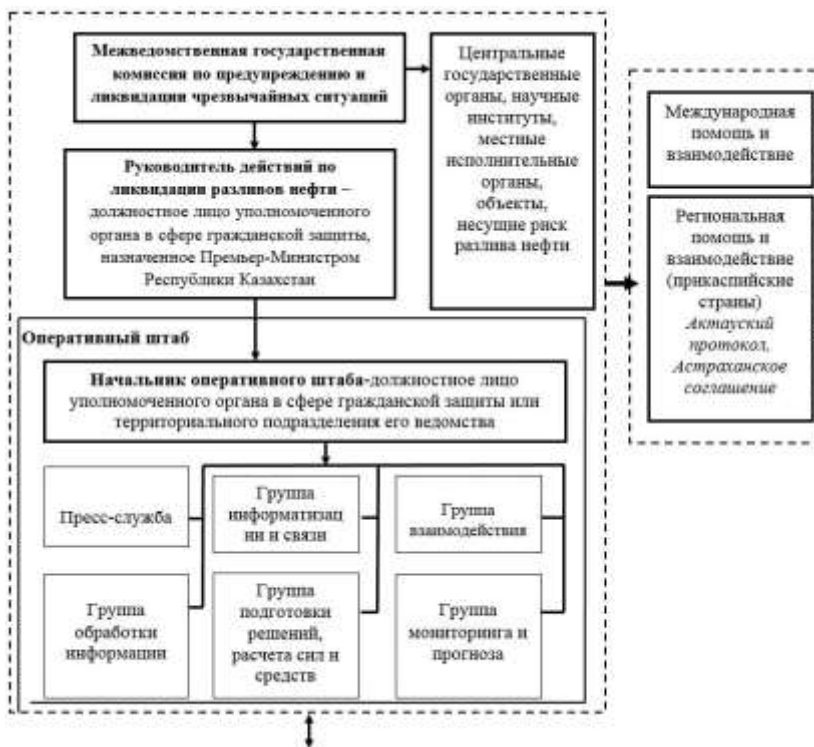 Межведомственная государственная
комиссия по предупреждению и
ликвидации чрезвычайных ситуаций
Центральные
государственные
органы, научные
институты,
местные
исполнительные
органы,
объекты,
несущие риск
разлива нефти
Международная
помощь и
взаимодействие
Руководитель действий по
ликвидации разливов нефти –
должностное лицо уполномоченного
органа в сфере гражданской защиты,
назначенное Премьер-Министром
Республики Казахстан
Региональная
помощь и
взаимодействие
(прикаспийские
страны)
Актауский
протокол,
Астраханское
соглашение
Оперативный штаб
Начальник оперативного штаба-должностное лицо
уполномоченного органа в сфере гражданской защиты или
территориального подразделения его ведомства
Пресс-служба
Группа
информатизац
ии и связи
Группа
взаимодействия
Группа
обработки
информации
Группа
подготовки
решений,
расчета сил и
средств
Группа
мониторинга и
прогноза